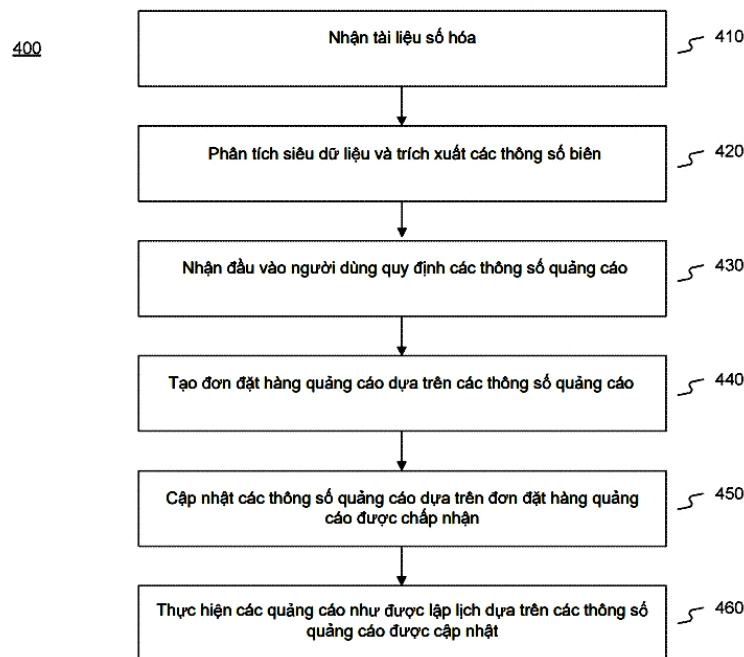 400
Nhận tài liệu số hóa
410
Phân tích siêu dữ liệu và trích xuất các thông số biên
420
Nhận đầu vào người dùng quy định các thông số quảng cáo
430
Tạo đơn đặt hàng quảng cáo dựa trên các thông số quảng cáo
440
Cập nhật các thông số quảng cáo dựa trên đơn đặt hàng quảng
cáo được chấp nhận
450
Thực hiện các quảng cáo như được lập lịch dựa trên các thông số
quảng cáo được cập nhật
460